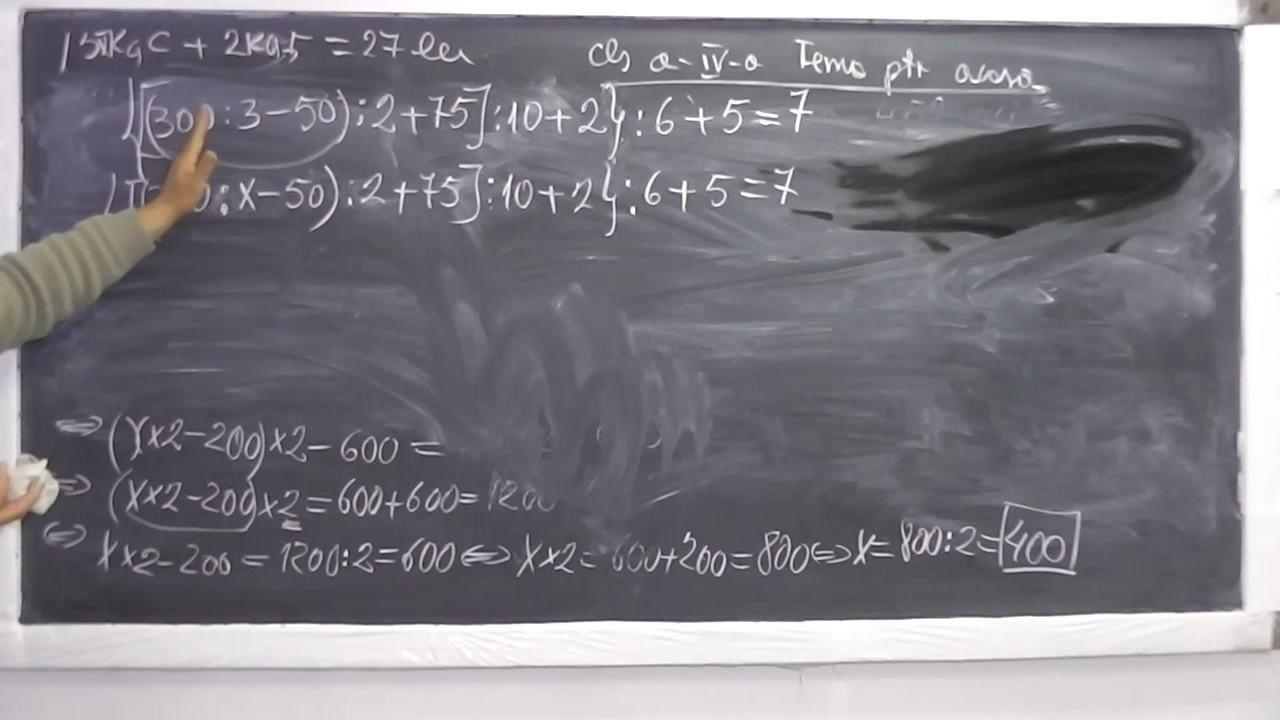 5KgC + 2Kg = 27 lei
cls a-IV-a Temă ptr acasă
{[(300:3-50):2+75]:10+2}:6+5=7
:x-50):2+75]:10+2}:6+5=7
⇔ (x×2-200)×2-600=
⇔ (x×2-200)×2=600+600=1200
⇔ x×2-200=1200:2=600⇔x×2=600+200=800⇔x=800:2=400